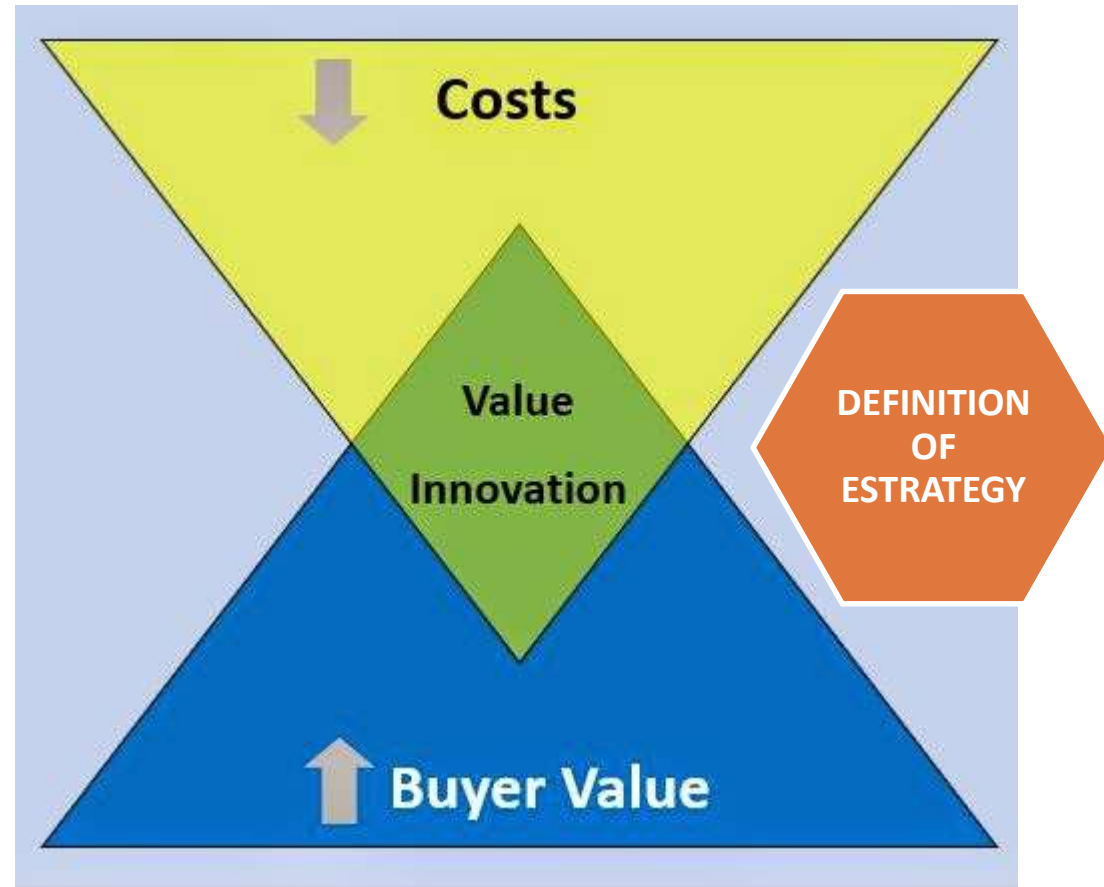 Costs
Value
Innovation
DEFINITION
OF
ESTRATEGY
Buyer Value